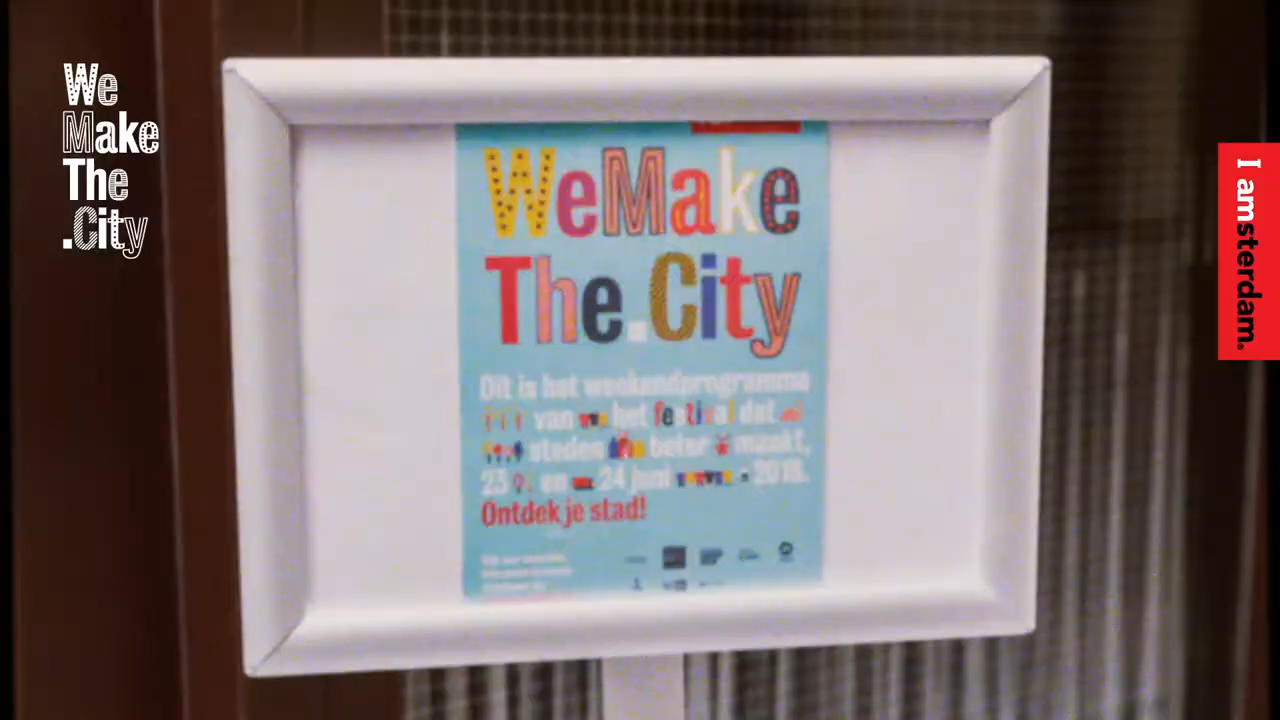 We
Make
The
.City
WeMake
The.City
Dit is het weekendprogramma
van het festival dat
steden beter maakt,
23 en 24 juni 2018.
Ontdek je stad!
I amsterdam.